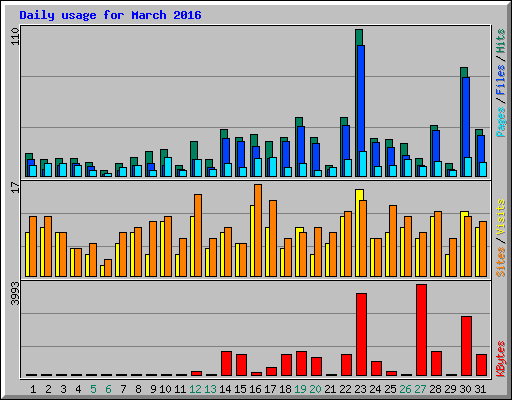 Daily usage for March 2016
110
Pages / Files / Hits
17
Sites / Visits
3993
KBytes
1 2 3 4 5 6 7 8 9 10 11 12 13 14 15 16 17 18 19 20 21 22 23 24 25 26 27 28 29 30 31